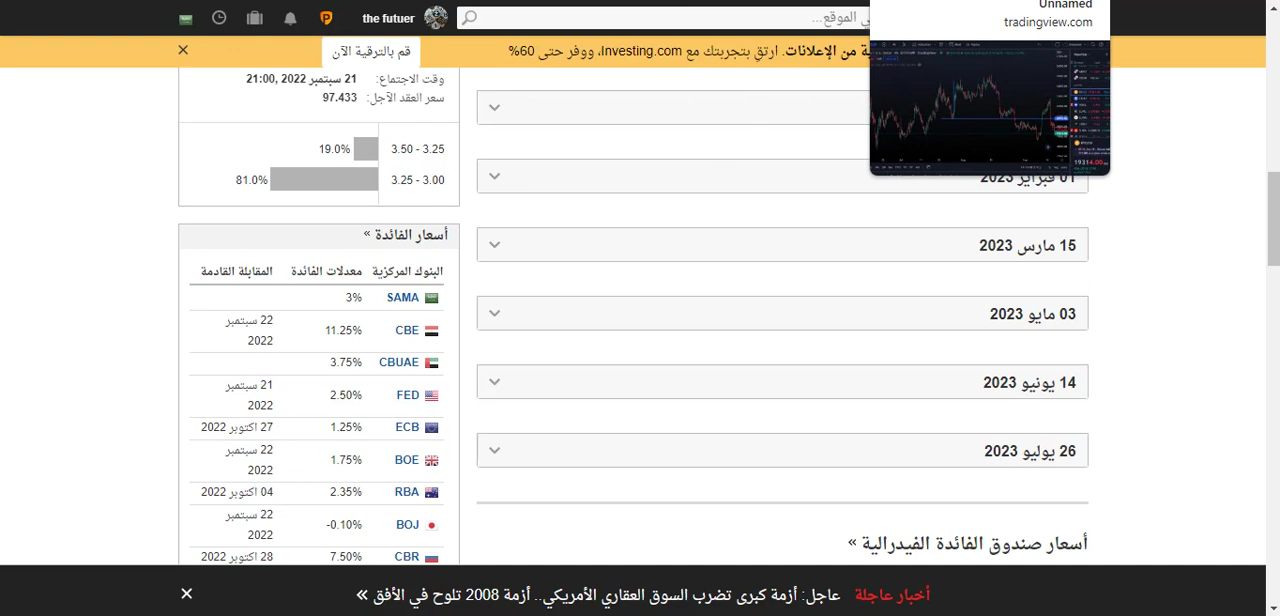 Unnamed
tradingview.com
the futuer
ي الموقع...
ة من الإعلانات. ارتقِ بتجربتك مع Investing.com، ووفر حتى 60%
قم بالترقية الآن
01 فبراير 2023
15 مارس 2023
03 مايو 2023
14 يونيو 2023
26 يوليو 2023
أسعار صندوق الفائدة الفيدرالية »
وقت الاجتماع: 21 سبتمبر 2022 ,21:00
سعر العقد الآجل: 97.433
3.25 - 3.50 19.0%
3.00 - 3.25 81.0%
أسعار الفائدة »
البنوك المركزية معدلات الفائدة المقابلة القادمة
SAMA 3%
CBE 11.25% 22 سبتمبر 2022
CBUAE 3.75%
FED 2.50% 21 سبتمبر 2022
ECB 1.25% 27 اكتوبر 2022
BOE 1.75% 22 سبتمبر 2022
RBA 2.35% 04 اكتوبر 2022
BOJ -0.10% 22 سبتمبر 2022
CBR 7.50% 28 اكتوبر 2022
أخبار عاجلة عاجل: أزمة كبرى تضرب السوق العقاري الأمريكي.. أزمة 2008 تلوح في الأفق »